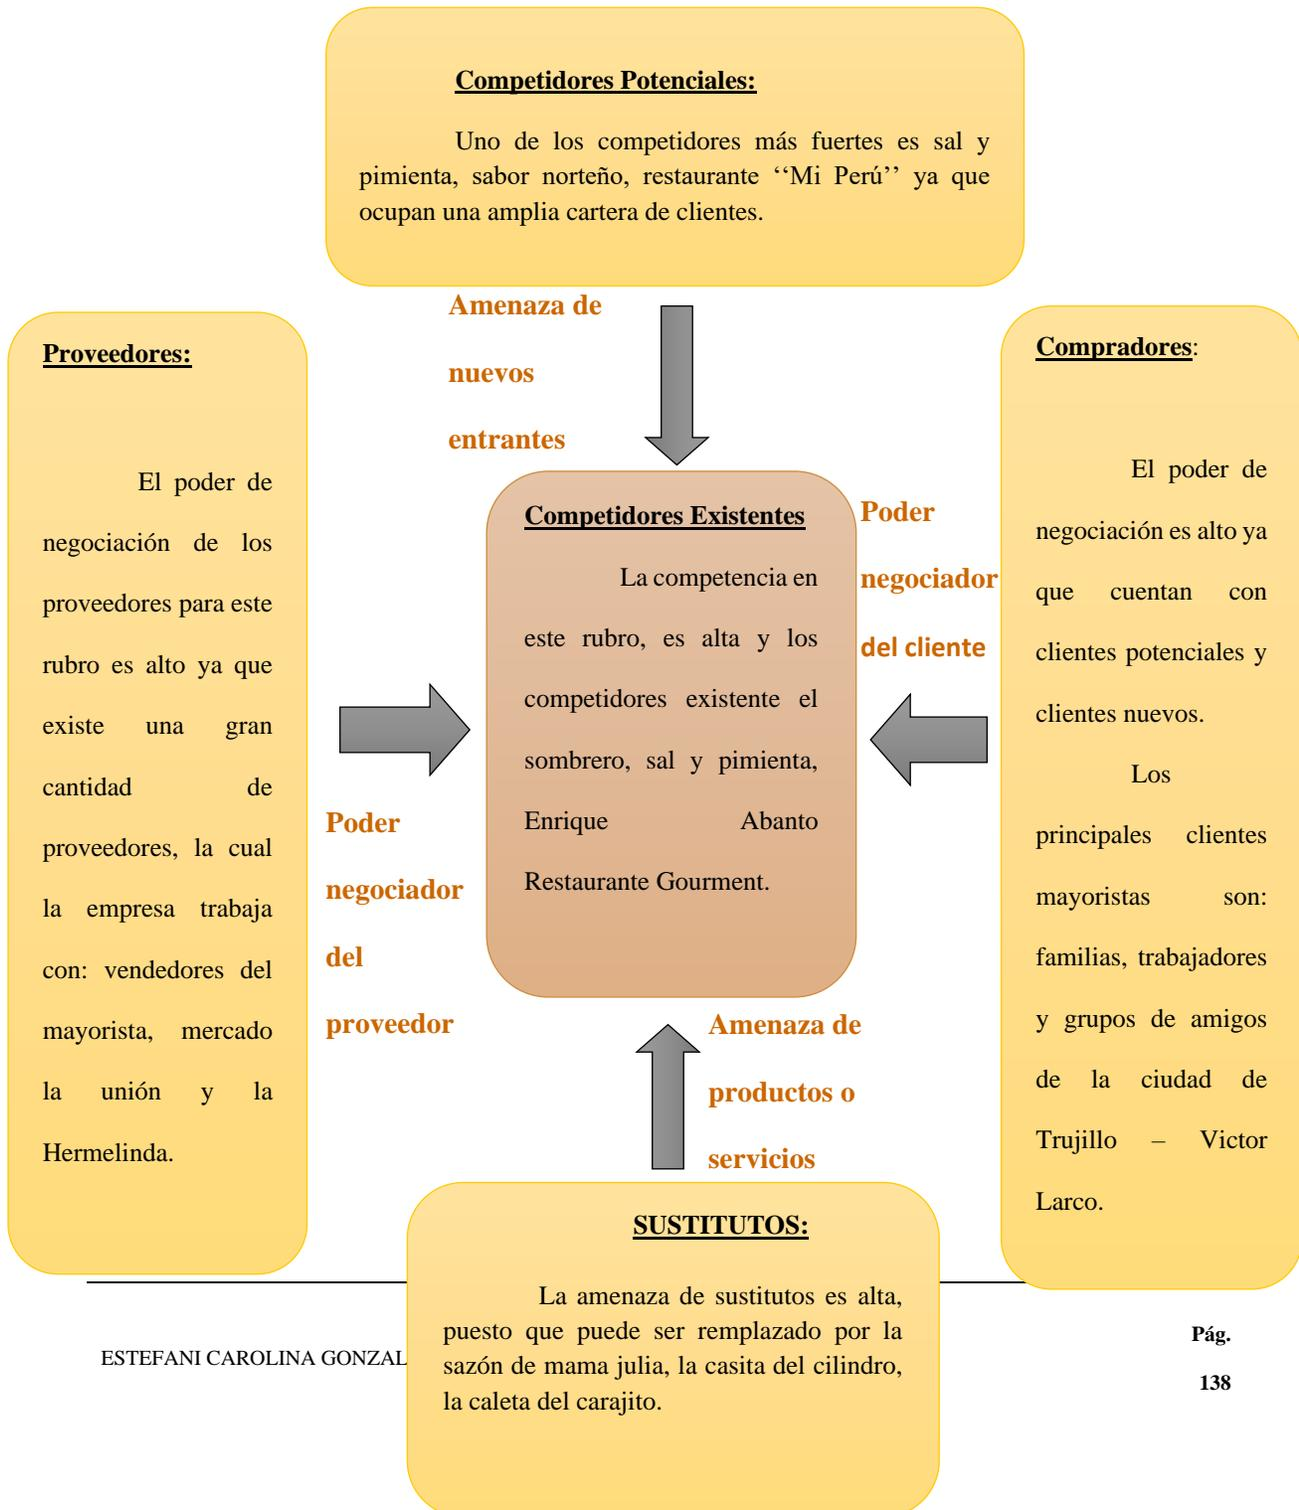 Competidores Potenciales:
Uno de los competidores más fuertes es sal y
pimienta, sabor norteño, restaurante ‘‘Mi Perú’’ ya que
ocupan una amplia cartera de clientes.
Amenaza de
nuevos
entrantes
Proveedores:
El poder de
negociación de los
proveedores para este
rubro es alto ya que
existe una gran
cantidad de
proveedores, la cual
la empresa trabaja
con: vendedores del
mayorista, mercado
la unión y la
Hermelinda.
Poder
negociador
del
proveedor
Competidores Existentes
La competencia en
este rubro, es alta y los
competidores existente el
sombrero, sal y pimienta,
Enrique Abanto
Restaurante Gourment.
Poder
negociador
del cliente
Compradores:
El poder de
negociación es alto ya
que cuentan con
clientes potenciales y
clientes nuevos.
Los
principales clientes
mayoristas son:
familias, trabajadores
y grupos de amigos
de la ciudad de
Trujillo – Victor
Larco.
Amenaza de
productos o
servicios
SUSTITUTOS:
La amenaza de sustitutos es alta,
puesto que puede ser remplazado por la
sazón de mama julia, la casita del cilindro,
la caleta del carajito.
ESTEFANI CAROLINA GONZAL
Pág.
138